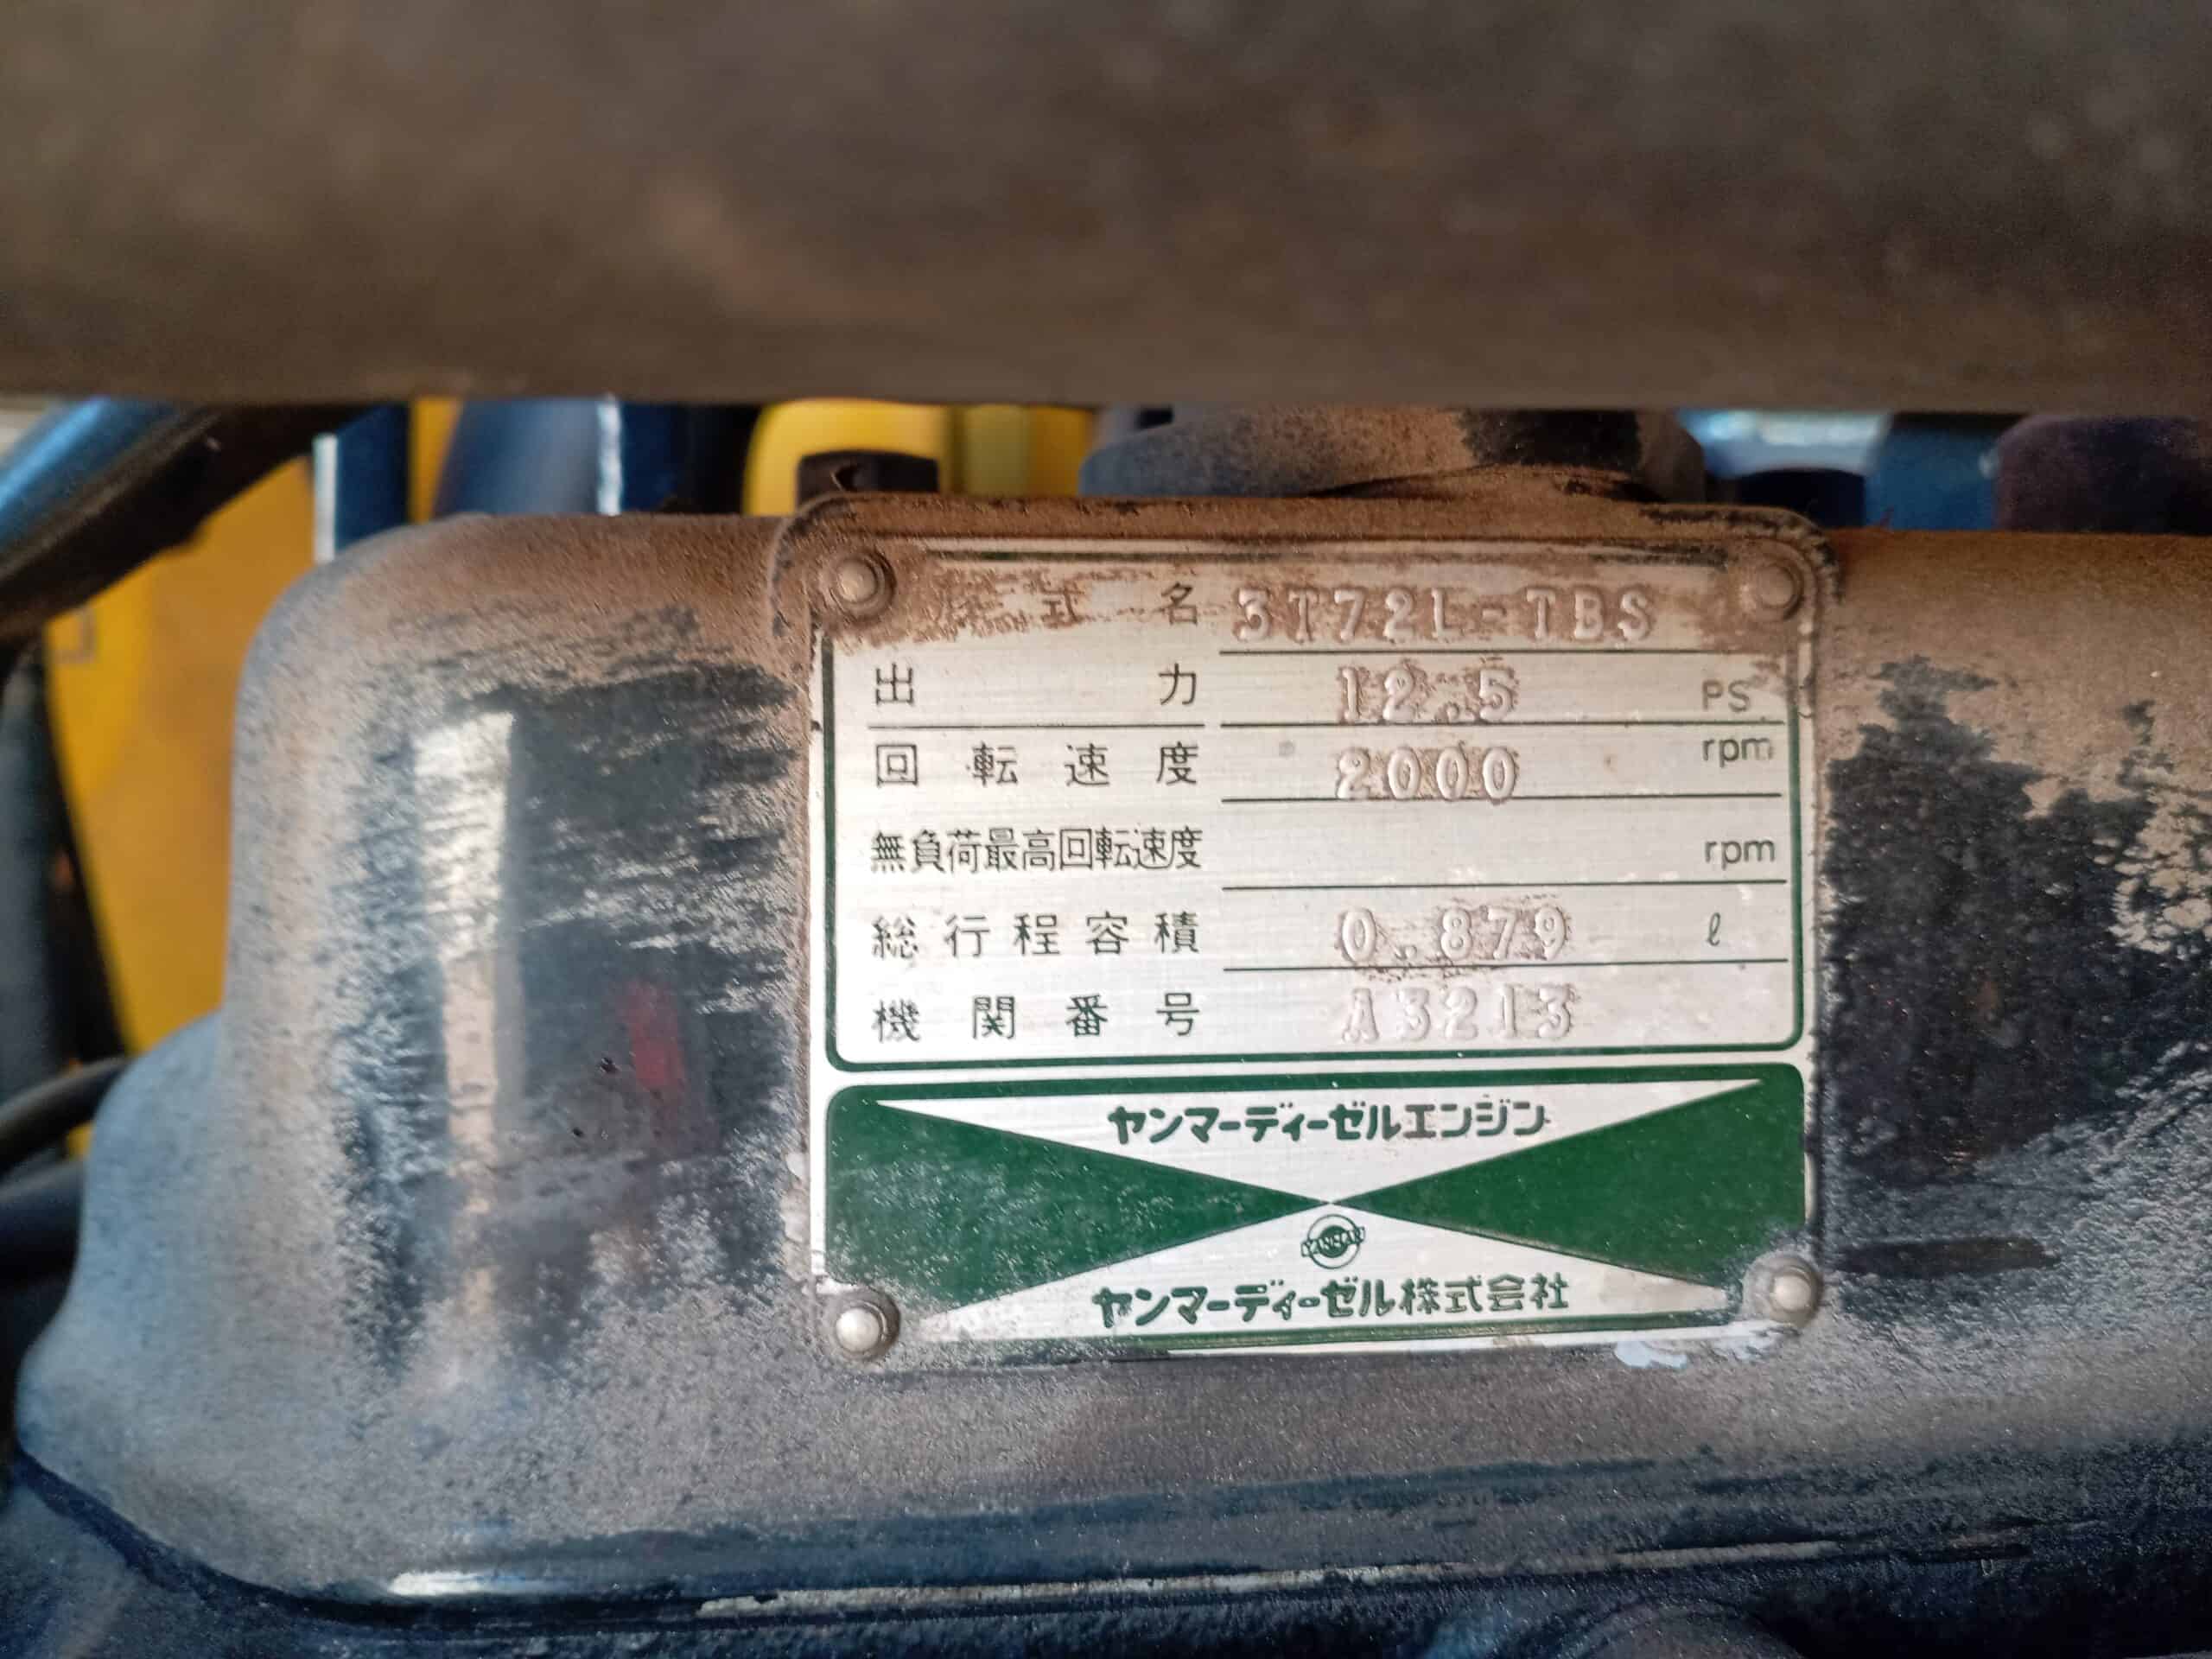 式名 3T72L-TBS
出力 12.5 PS
回転速度 2000 rpm
無負荷最高回転速度 rpm
総行程容積 0.879 ℓ
機関番号 A3213
ヤンマーディーゼルエンジン
YANMAR
ヤンマーディーゼル株式会社